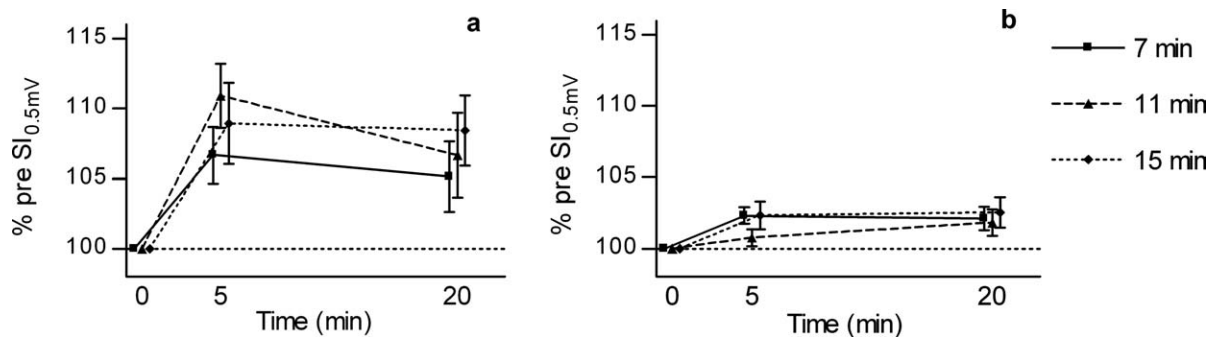 a
% pre SI0.5mV
115
110
105
100
0 5 20
Time (min)
b
% pre SI0.5mV
115
110
105
100
0 5 20
Time (min)
7 min
11 min
15 min